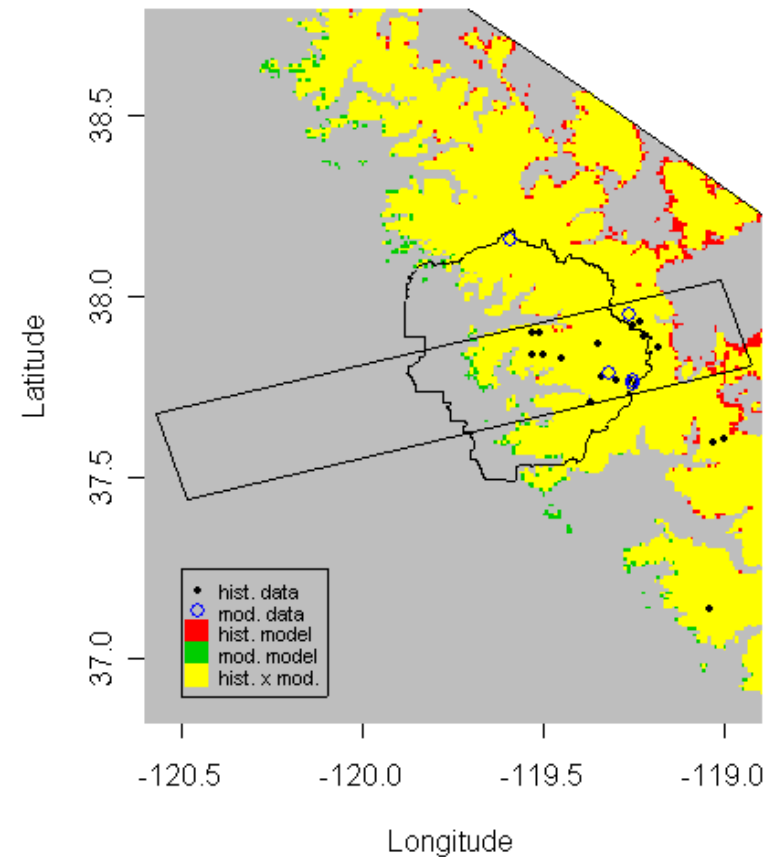 Latitude
38.5
38.0
37.5
37.0
hist. data
mod. data
hist. model
mod. model
hist. x mod.
-120.5 -120.0 -119.5 -119.0
Longitude